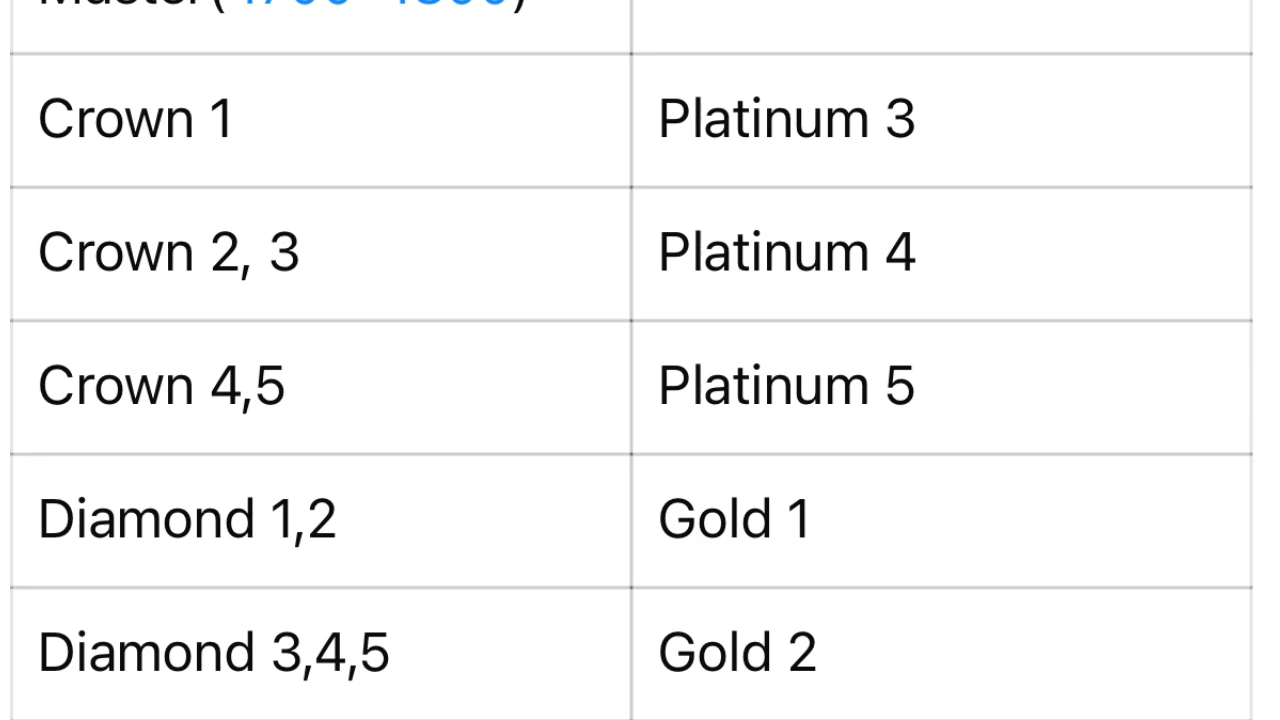 Crown 1 Platinum 3
Crown 2, 3 Platinum 4
Crown 4,5 Platinum 5
Diamond 1,2 Gold 1
Diamond 3,4,5 Gold 2